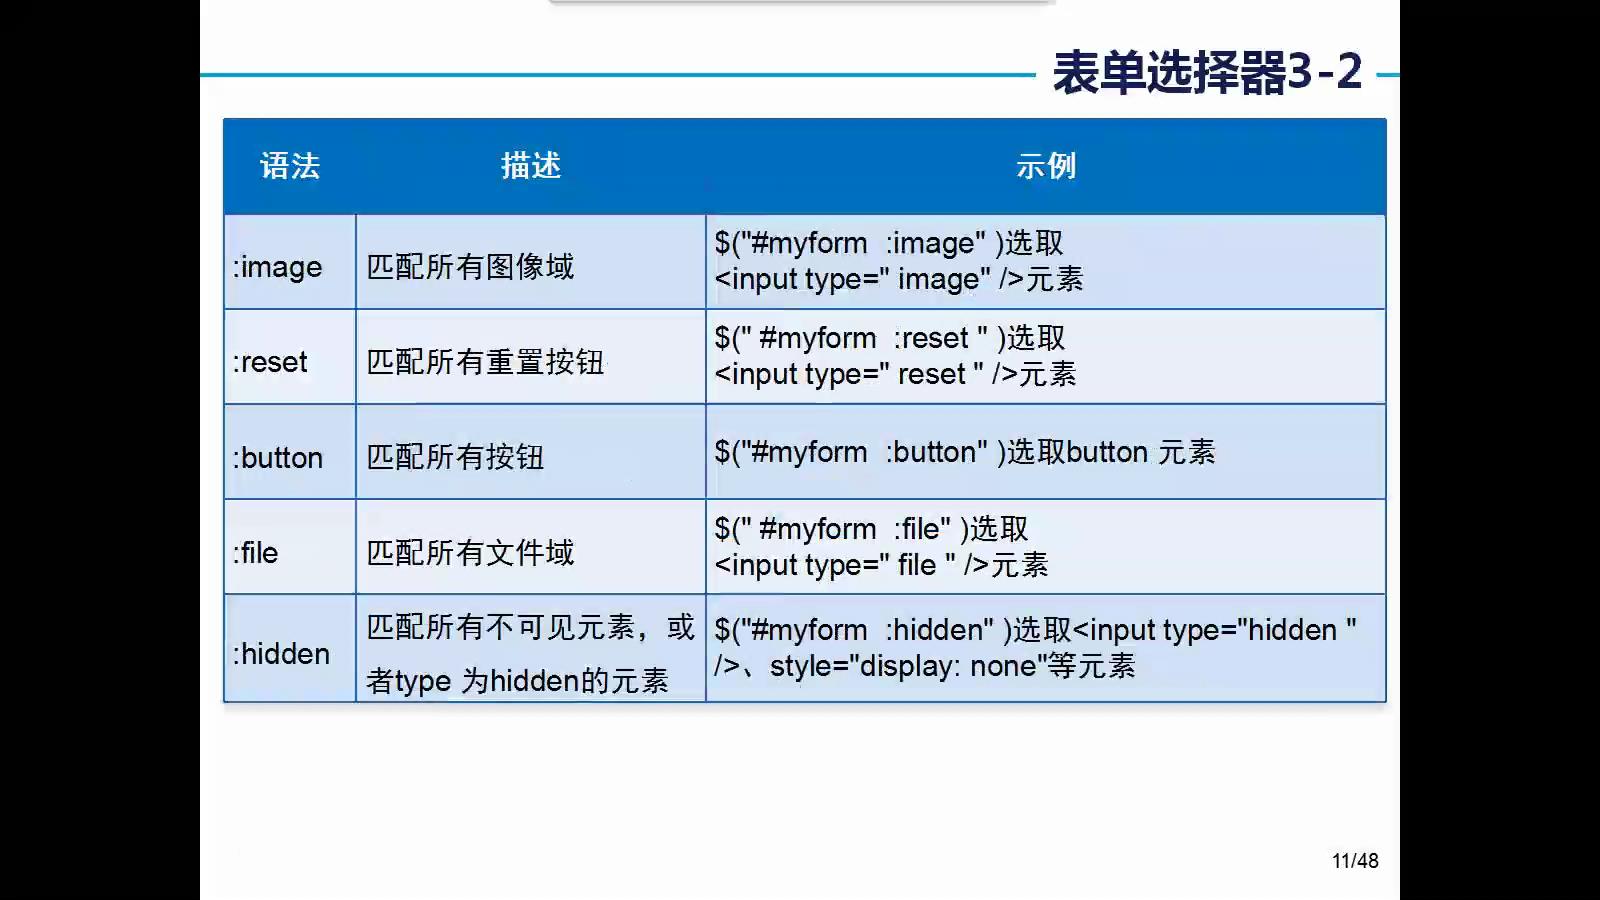 表单选择器3-2
语法 描述 示例
:image 匹配所有图像域 $("#myform  :image" )选取
<input type=" image" />元素
:reset 匹配所有重置按钮 $(" #myform  :reset " )选取
<input type=" reset " />元素
:button 匹配所有按钮 $("#myform  :button" )选取button 元素
:file 匹配所有文件域 $(" #myform  :file" )选取
<input type=" file " />元素
:hidden 匹配所有不可见元素，或
者type 为hidden的元素 $("#myform  :hidden" )选取<input type="hidden "
/>、style="display: none"等元素
11/48